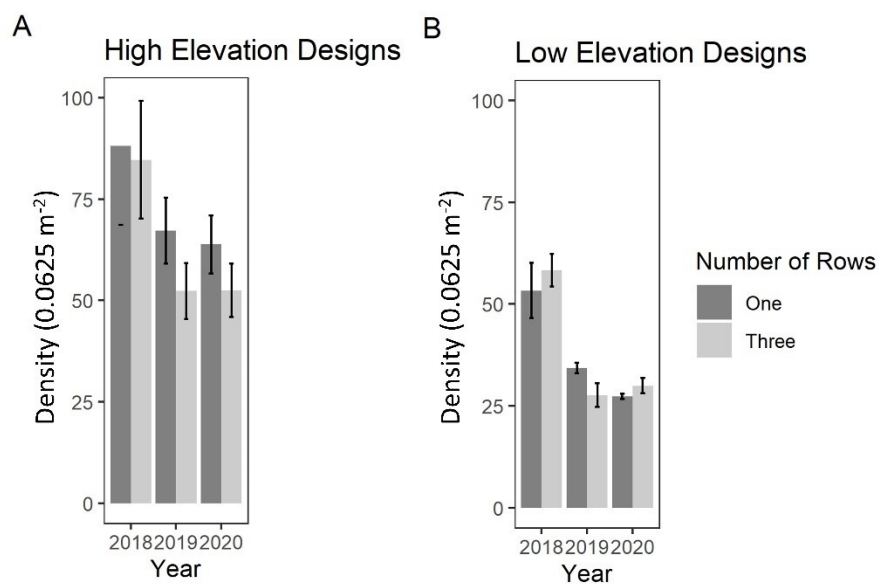 A
High Elevation Designs
100
75
50
25
0
Density (0.0625 m⁻²)
2018 2019 2020
Year
B
Low Elevation Designs
100
75
50
25
0
Density (0.0625 m⁻²)
2018 2019 2020
Year
Number of Rows
One
Three